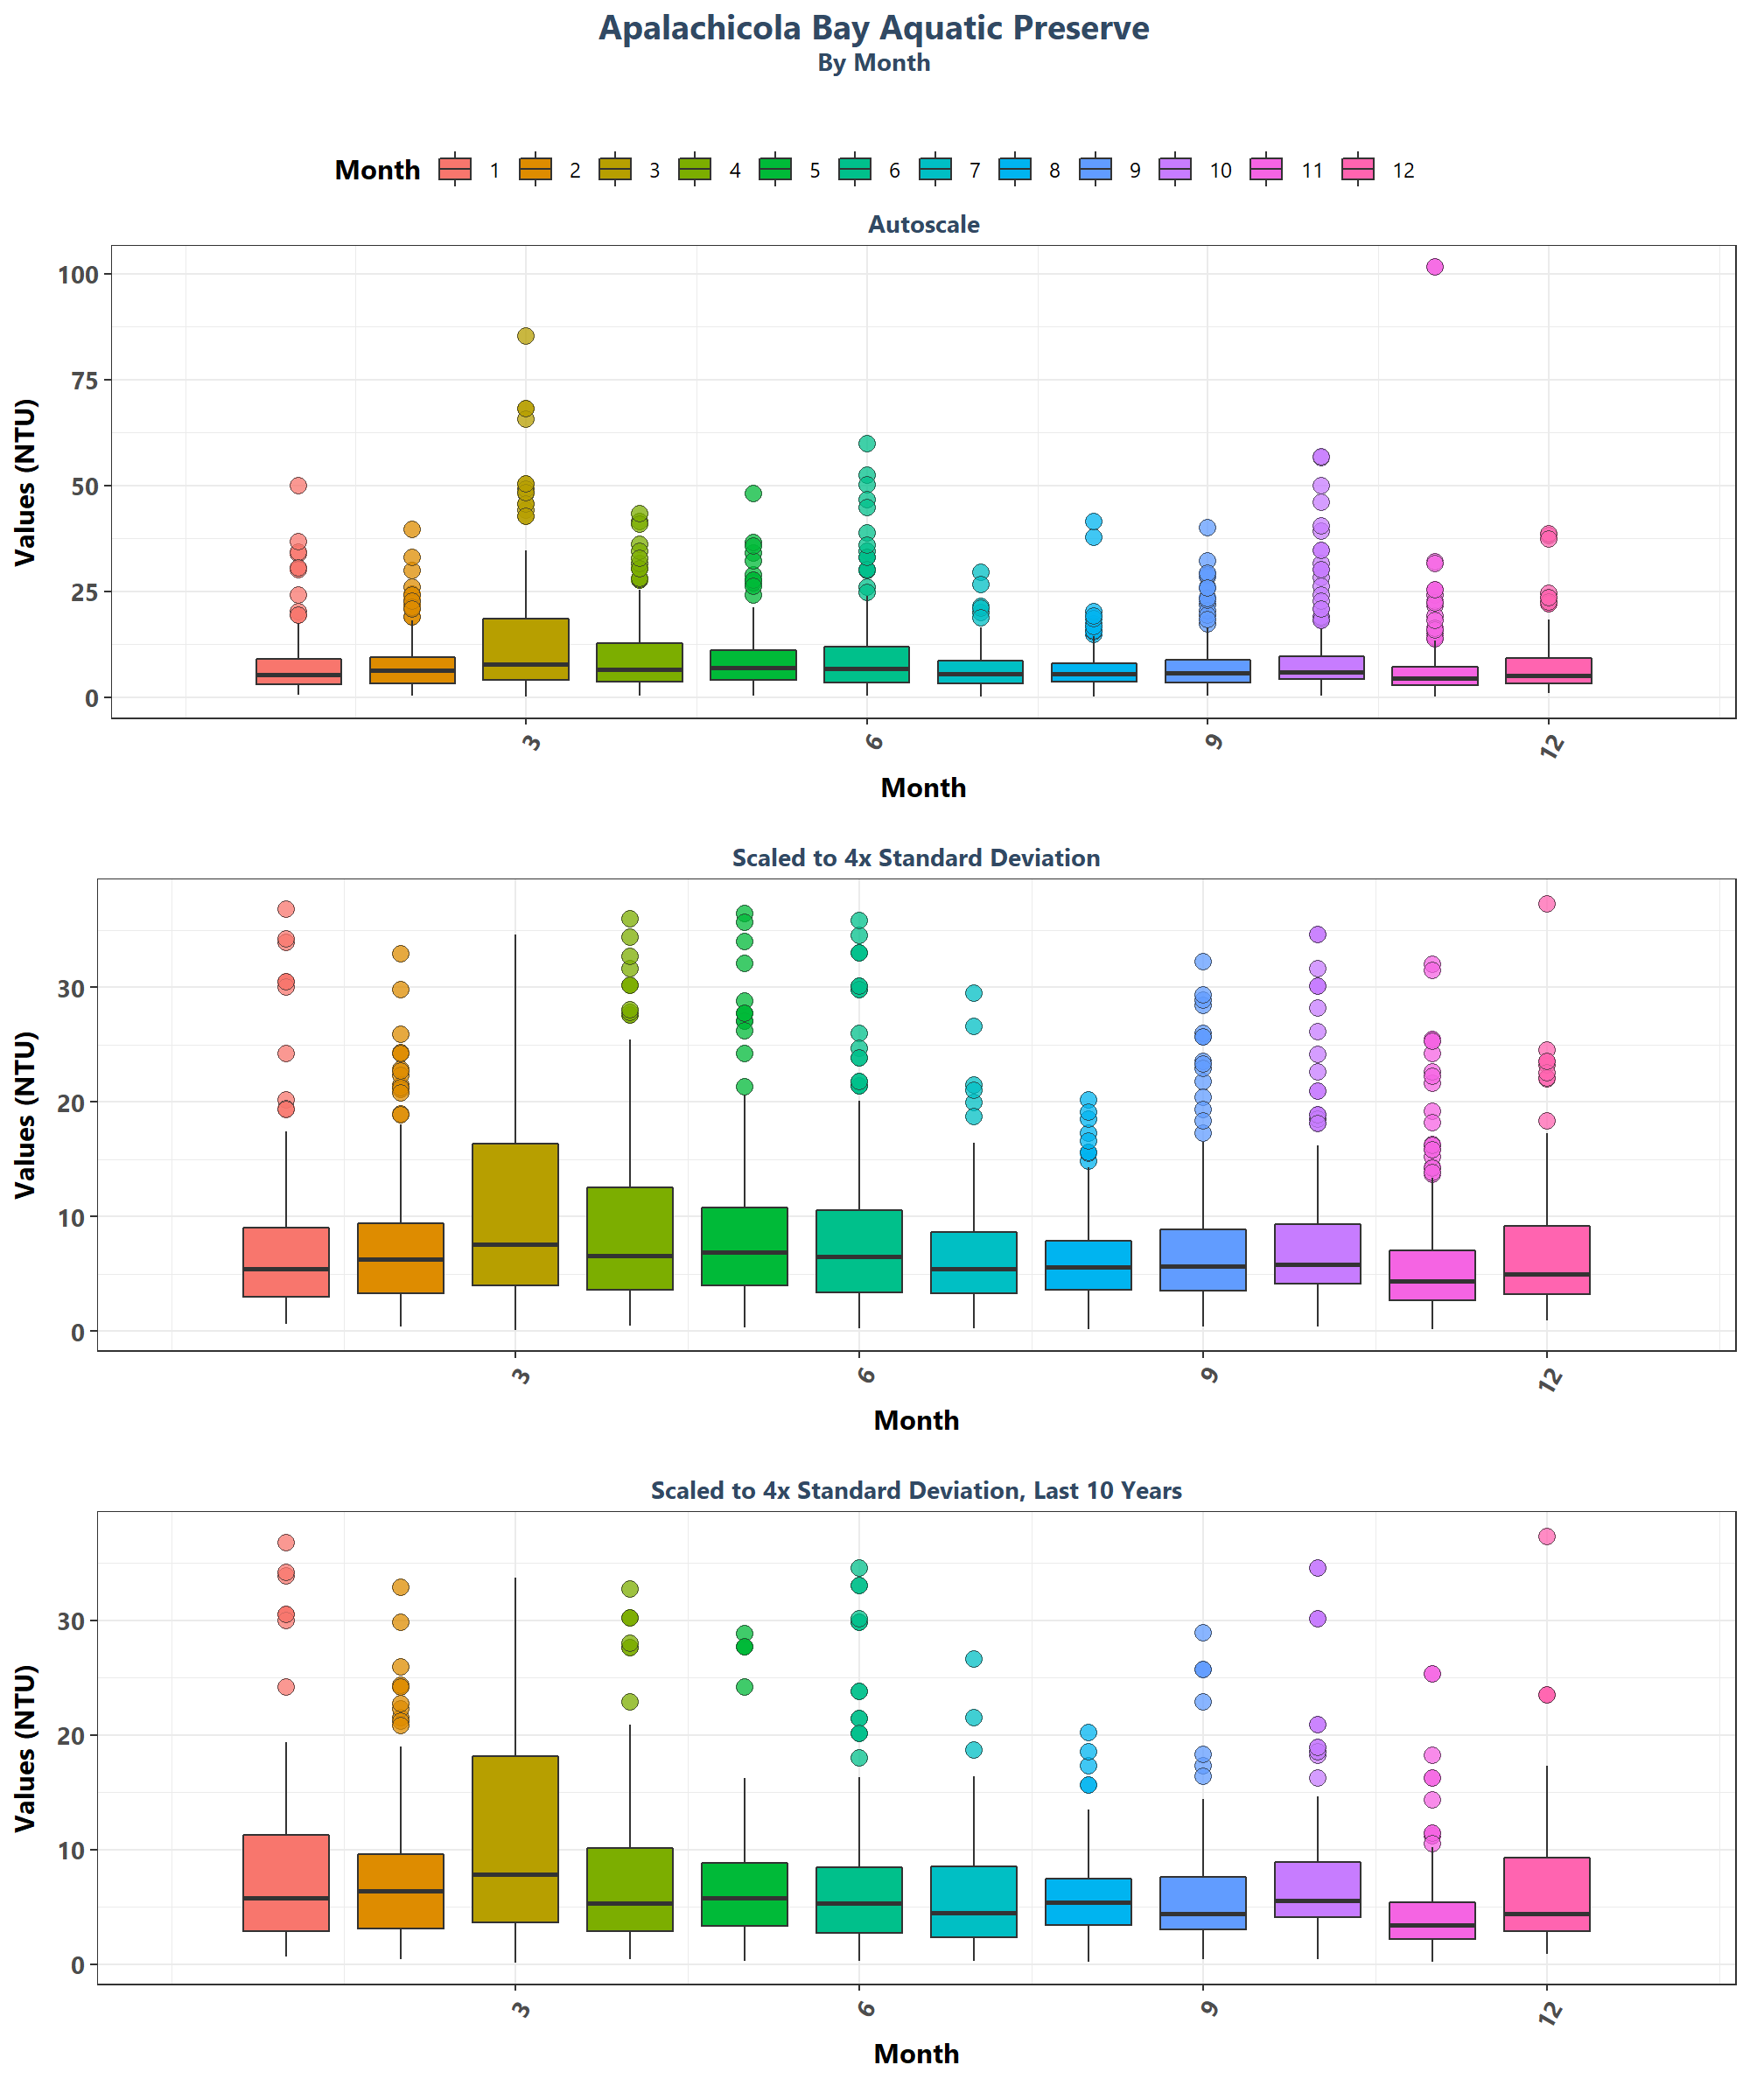 Apalachicola Bay Aquatic Preserve
By Month
Month 1 2 3 4 5 6 7 8 9 10 11 12
Autoscale
Values (NTU)
100
75
50
25
0
3 6 9 12
Month
Scaled to 4x Standard Deviation
Values (NTU)
30
20
10
0
3 6 9 12
Month
Scaled to 4x Standard Deviation, Last 10 Years
Values (NTU)
30
20
10
0
3 6 9 12
Month